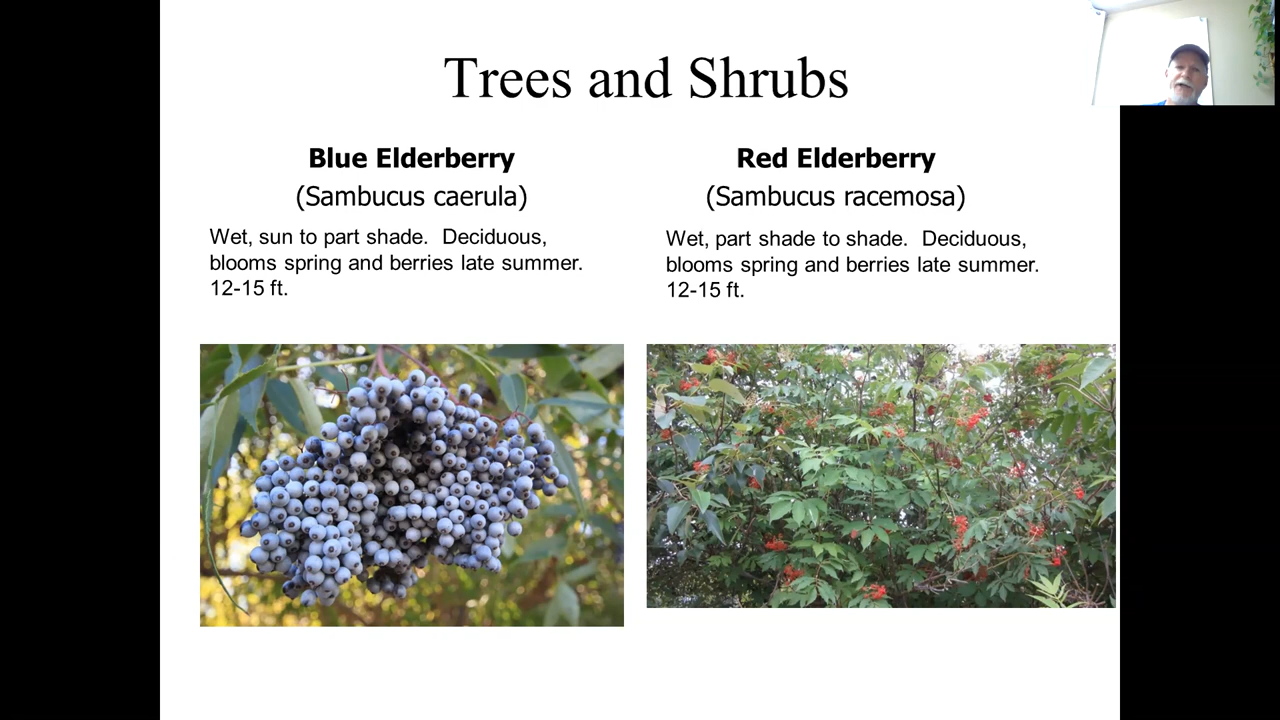 Trees and Shrubs
Blue Elderberry
(Sambucus caerula)
Wet, sun to part shade.  Deciduous,
blooms spring and berries late summer.
12-15 ft.
Red Elderberry
(Sambucus racemosa)
Wet, part shade to shade.  Deciduous,
blooms spring and berries late summer.
12-15 ft.